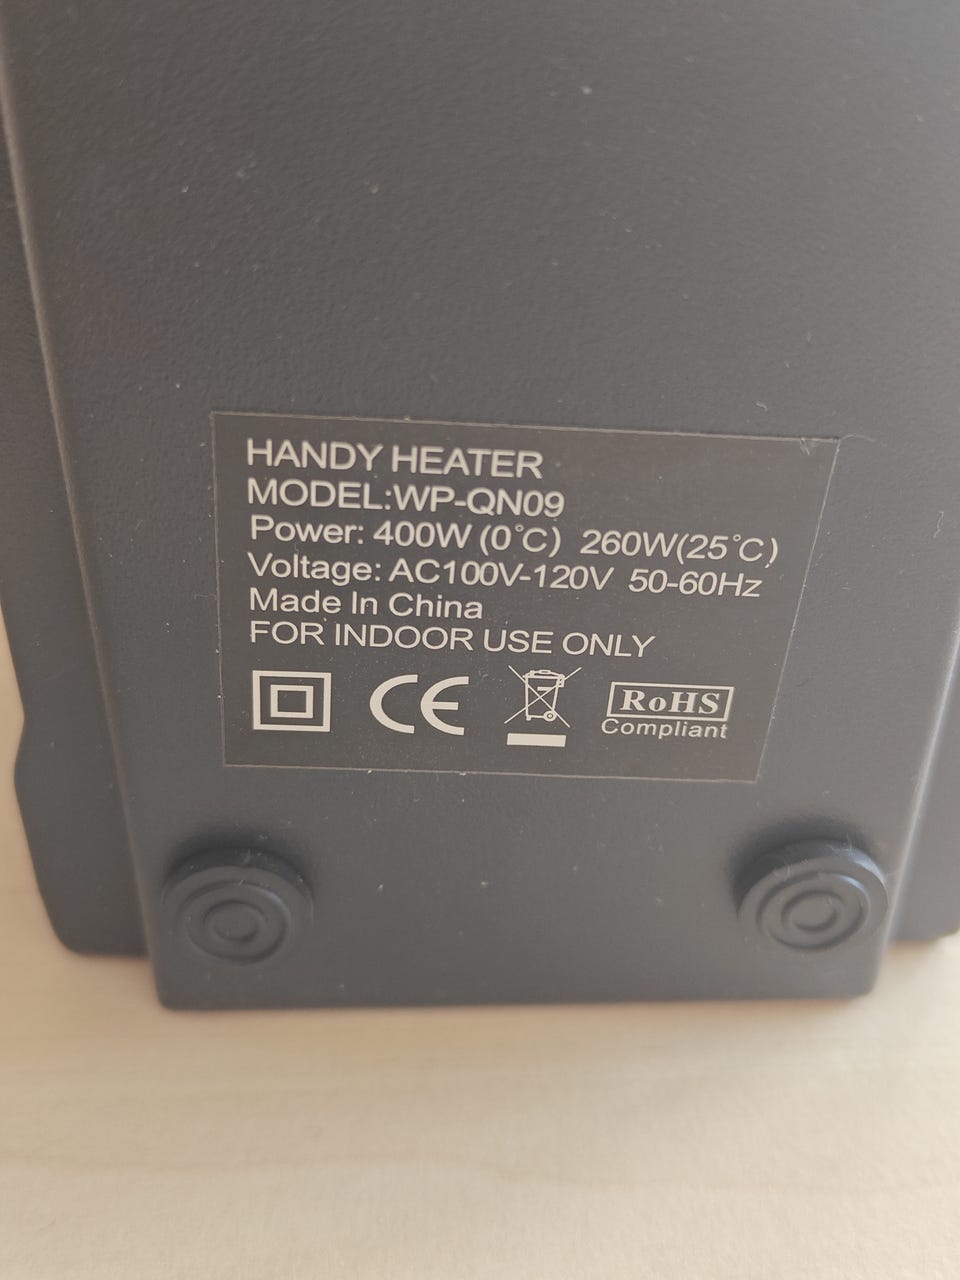 HANDY HEATER
MODEL:WP-QN09
Power: 400W (0°C)  260W(25°C)
Voltage: AC100V-120V  50-60Hz
Made In China
FOR INDOOR USE ONLY
CE
RoHS
Compliant